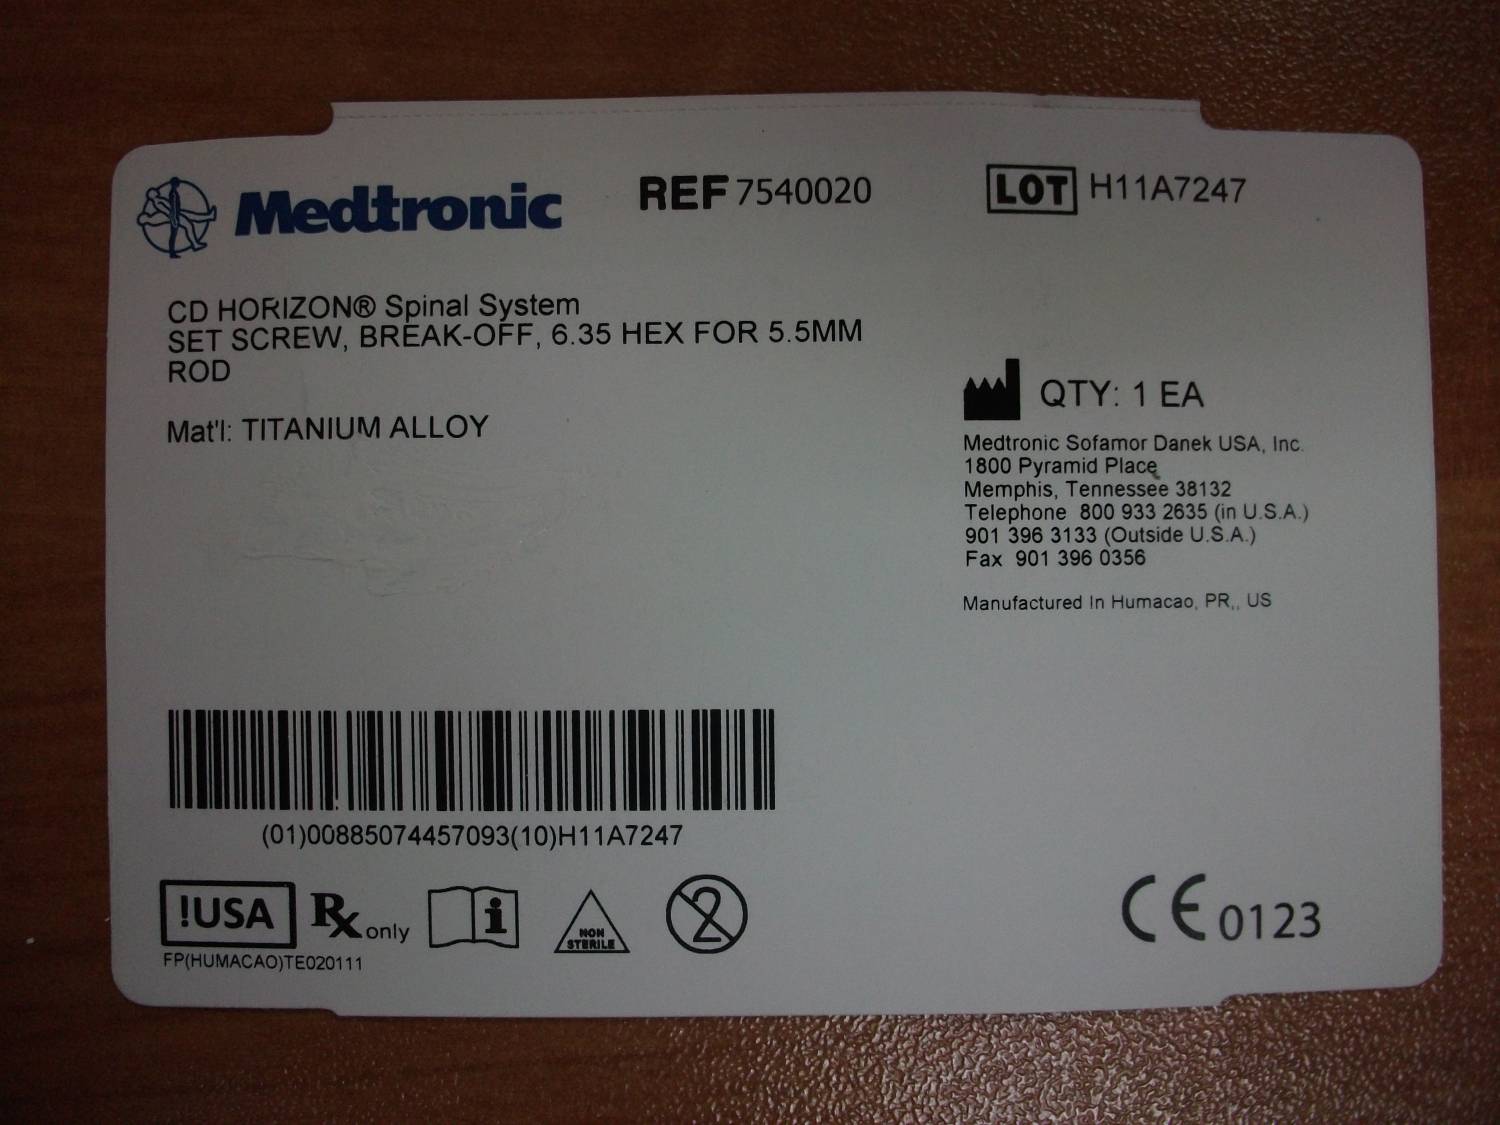 Medtronic
REF 7540020
LOT H11A7247
CD HORIZON® Spinal System
SET SCREW, BREAK-OFF, 6.35 HEX FOR 5.5MM
ROD
Mat'l: TITANIUM ALLOY
QTY: 1 EA
Medtronic Sofamor Danek USA, Inc.
1800 Pyramid Place
Memphis, Tennessee 38132
Telephone 800 933 2635 (in U.S.A.)
901 396 3133 (Outside U.S.A.)
Fax 901 396 0356
Manufactured In Humacao, PR,, US
(01)00885074457093(10)H11A7247
!USA
Rx only
i
NON
STERILE
2
CE 0123
FP(HUMACAO)TE020111